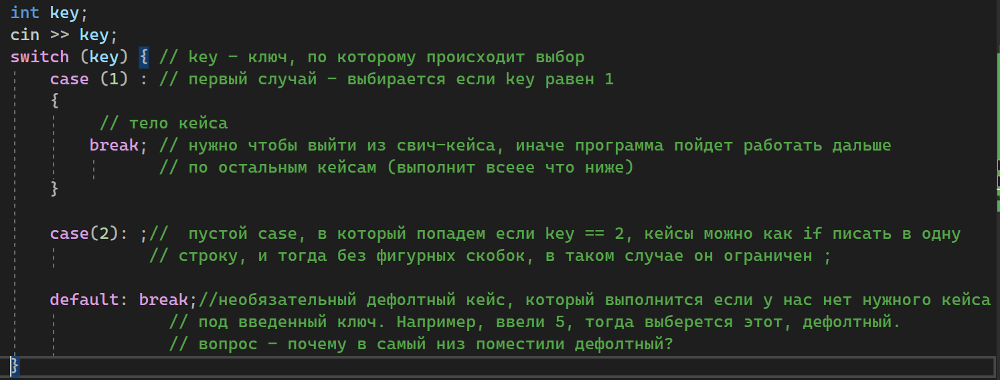 int key;
cin >> key;
switch (key) { // key - ключ, по которому происходит выбор
case (1) : // первый случай - выбирается если key равен 1
{
// тело кейса
break; // нужно чтобы выйти из свич-кейса, иначе программа пойдет работать дальше
// по остальным кейсам (выполнит всеее что ниже)
}
case(2): ;//  пустой case, в который попадем если key == 2, кейсы можно как if писать в одну
// строку, и тогда без фигурных скобок, в таком случае он ограничен ;
default: break;//необязательный дефолтный кейс, который выполнится если у нас нет нужного кейса
// под введенный ключ. Например, ввели 5, тогда выберется этот, дефолтный.
// вопрос - почему в самый низ поместили дефолтный?
}